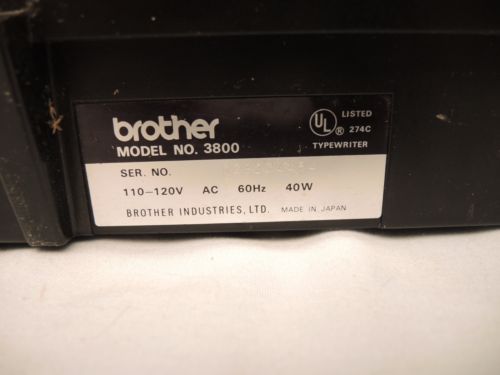 brother
MODEL NO. 3800
UL ® LISTED
274C
TYPEWRITER
SER. NO.
110–120V AC 60Hz 40W
BROTHER INDUSTRIES, LTD. MADE IN JAPAN